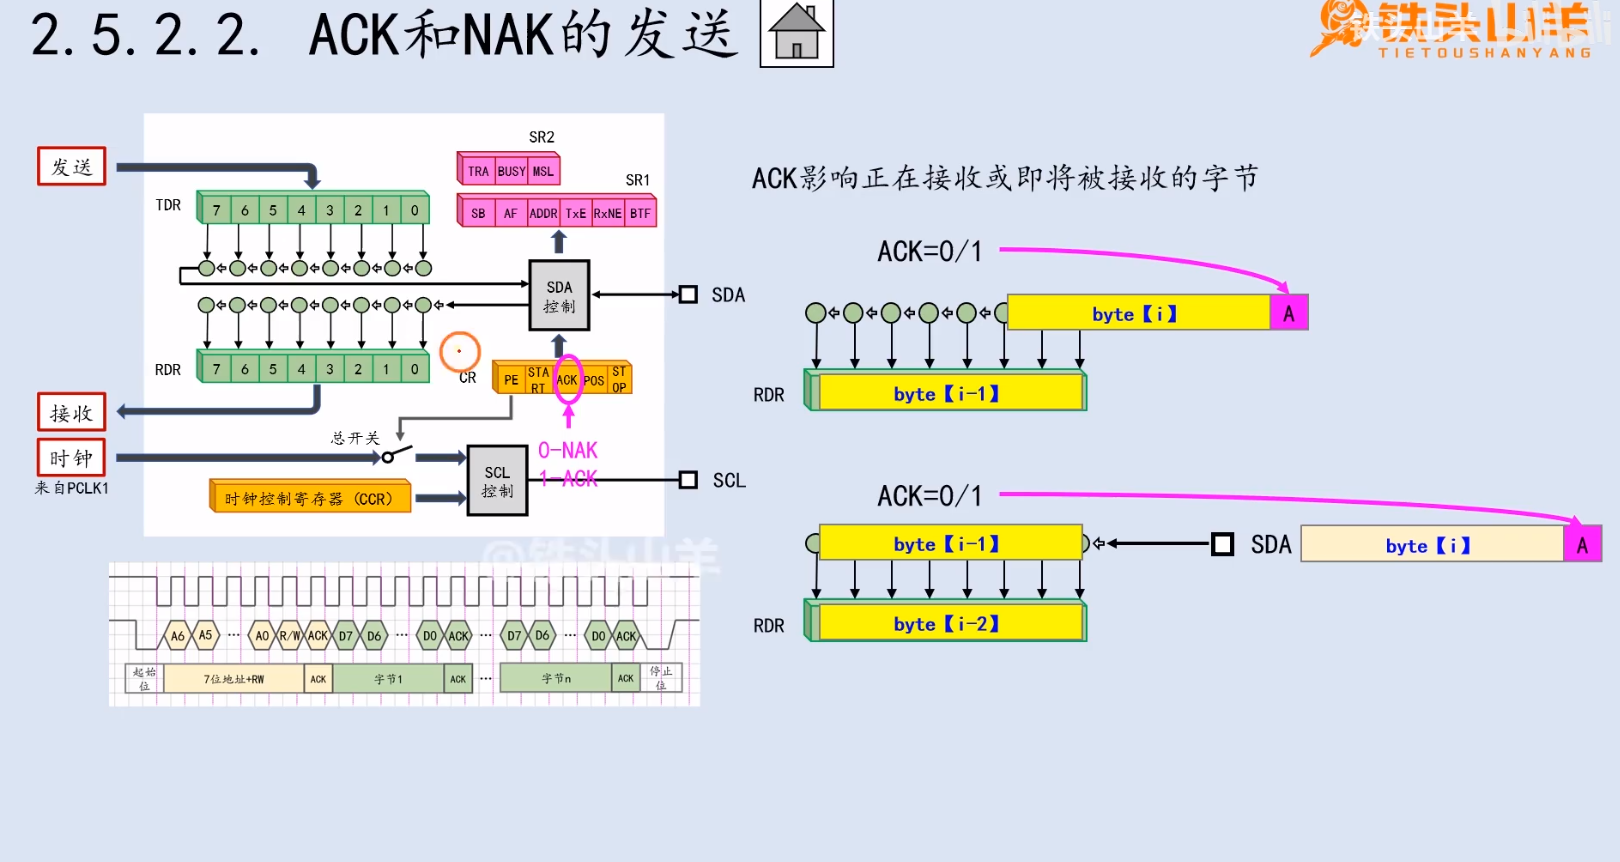 2.5.2.2. ACK和NAK的发送
铁头山羊
TIETOUSHANYANG
发送
TDR
7 6 5 4 3 2 1 0
SR2
TRA BUSY MSL
SR1
SB AF ADDR TxE RxNE BTF
SDA
控制
SDA
RDR
7 6 5 4 3 2 1 0
CR
PE START ACK POS STOP
接收
0-NAK
1-ACK
总开关
时钟
来自PCLK1
SCL
控制
SCL
时钟控制寄存器 (CCR)
@铁头山羊
A6 A5 ··· A0 R/W ACK D7 D6 ··· D0 ACK ··· D7 D6 ··· D0 ACK
起始位 7位地址+RW ACK 字节1 ACK ··· 字节n ACK 停止位
ACK影响正在接收或即将被接收的字节
ACK=0/1
byte【i】 A
RDR byte【i-1】
ACK=0/1
byte【i-1】 SDA byte【i】 A
RDR byte【i-2】